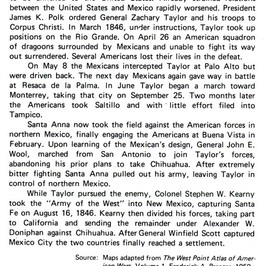 between the United States and Mexico rapidly worsened. President
James K. Polk ordered General Zachary Taylor and his troops to
Corpus Christi. In March 1846, under instructions, Taylor took up
positions on the Rio Grande. On April 26 an American squadron
of dragoons surrounded by Mexicans and unable to fight its way
out surrendered. Several Americans lost their lives in the defeat.
On May 8 the Mexicans intercepted Taylor at Palo Alto but
were driven back. The next day Mexicans again gave way in battle
at Resaca de la Palma. In June Taylor began a march toward
Monterrey, taking that city on September 25. Two months later
the Americans took Saltillo and with little effort filed into
Tampico.
Santa Anna now took the field against the American forces in
northern Mexico, finally engaging the Americans at Buena Vista in
February. Upon learning of the Mexican's design, General John E.
Wool, marched from San Antonio to join Taylor's forces,
abandoning his prior plans to take Chihuahua. After extremely
bitter fighting Santa Anna pulled out his army, leaving Taylor in
control of northern Mexico.
While Taylor pursued the enemy, Colonel Stephen W. Kearny
took the "Army of the West" into New Mexico, capturing Santa
Fe on August 16, 1846. Kearny then divided his forces, taking part
to California and sending the remainder under Alexander W.
Doniphan against Chihuahua. After General Winfield Scott captured
Mexico City the two countries finally reached a settlement.
Source: Maps adapted from The West Point Atlas of Amer-